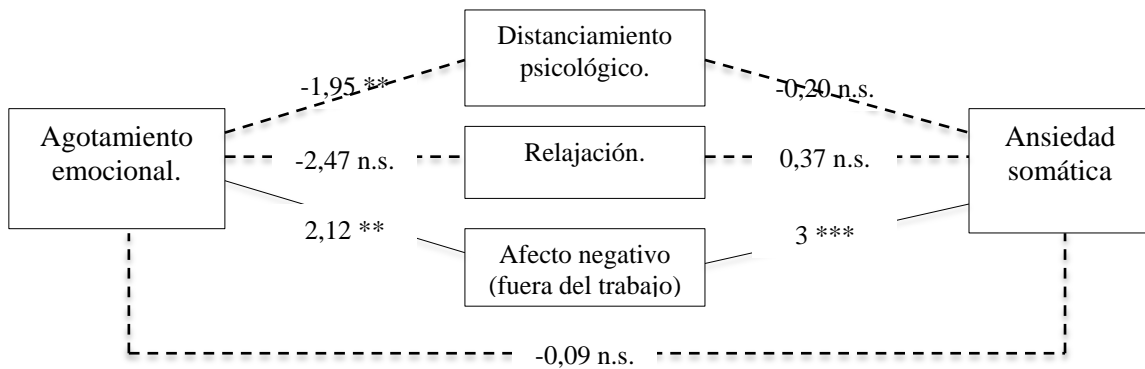 Distanciamiento
psicológico.
-1,95 **
-0,20 n.s.
Agotamiento
emocional.
-2,47 n.s.
Relajación.
0,37 n.s.
Ansiedad
somática
2,12 **
Afecto negativo
(fuera del trabajo)
3 ***
-0,09 n.s.